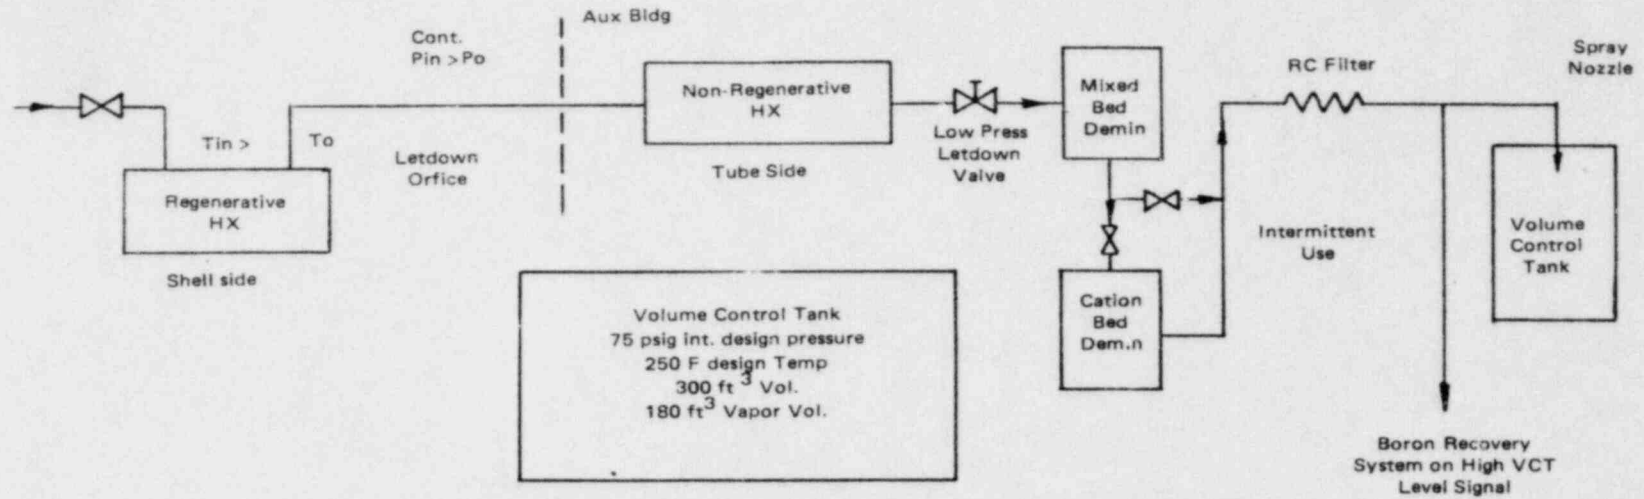 Aux Bldg
Cont.
Pin > Po
Tin >
To
Letdown
Orfice
Regenerative
HX
Shell side
Non-Regenerative
HX
Tube Side
Low Press
Letdown
Valve
Mixed
Bed
Demin
Cation
Bed
Dem.n
RC Filter
Intermittent
Use
Spray
Nozzle
Volume
Control
Tank
Boron Recovery
System on High VCT
Level Signal
Volume Control Tank
75 psig int. design pressure
250 F design Temp
300 ft 3 Vol.
180 ft3 Vapor Vol.